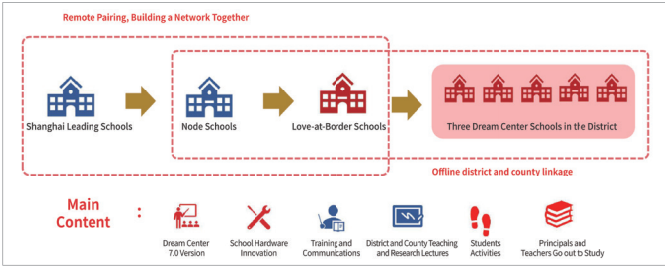 Remote Pairing, Building a Network Together
Shanghai Leading Schools
Node Schools
Love-at-Border Schools
Three Dream Center Schools in the District
Offline district and county linkage
Main
Content :
Dream Center
7.0 Version
School Hardware
Innovation
Training and
Communcations
District and County Teaching
and Research Lectures
Students
Activities
Principals and
Teachers Go out to Study